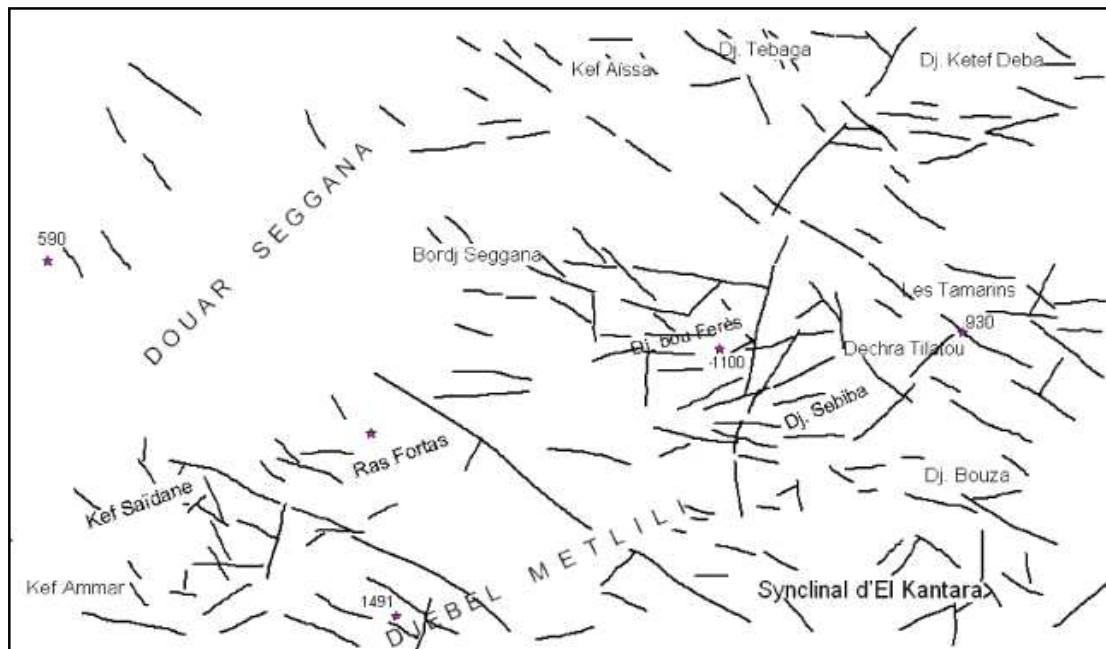 Dj. Tebaga
Kef Aïssa
Dj. Ketef Deba
DOUAR SEGGANA
590
Bordj Seggana
Les Tamarins
930
Dj. bou Ferès
1100
Dechra Tilatou
Dj. Sebiba
Ras Fortas
Kef Saïdane
Dj. Bouza
DJEBEL METLILI
Kef Ammar
1491
Synclinal d'El Kantara